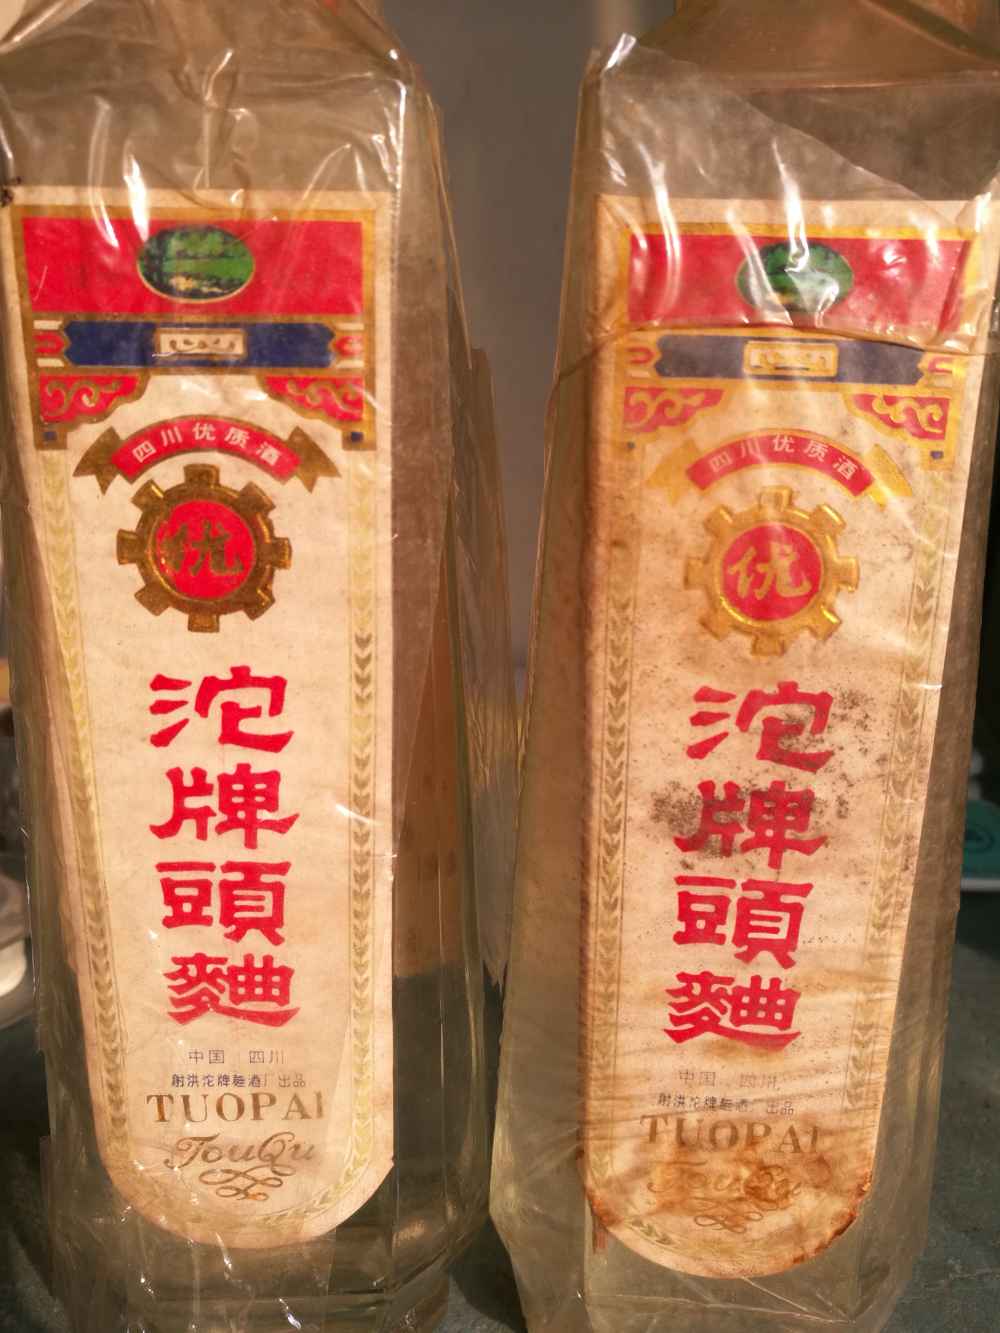 四川优质酒
优
沱
牌
頭
麯
中国 四川
射洪沱牌麯酒厂出品
TUOPAI
TouQu
四川优质酒
优
沱
牌
頭
麯
中国 四川
射洪沱牌麯酒厂出品
TUOPAI
TouQu